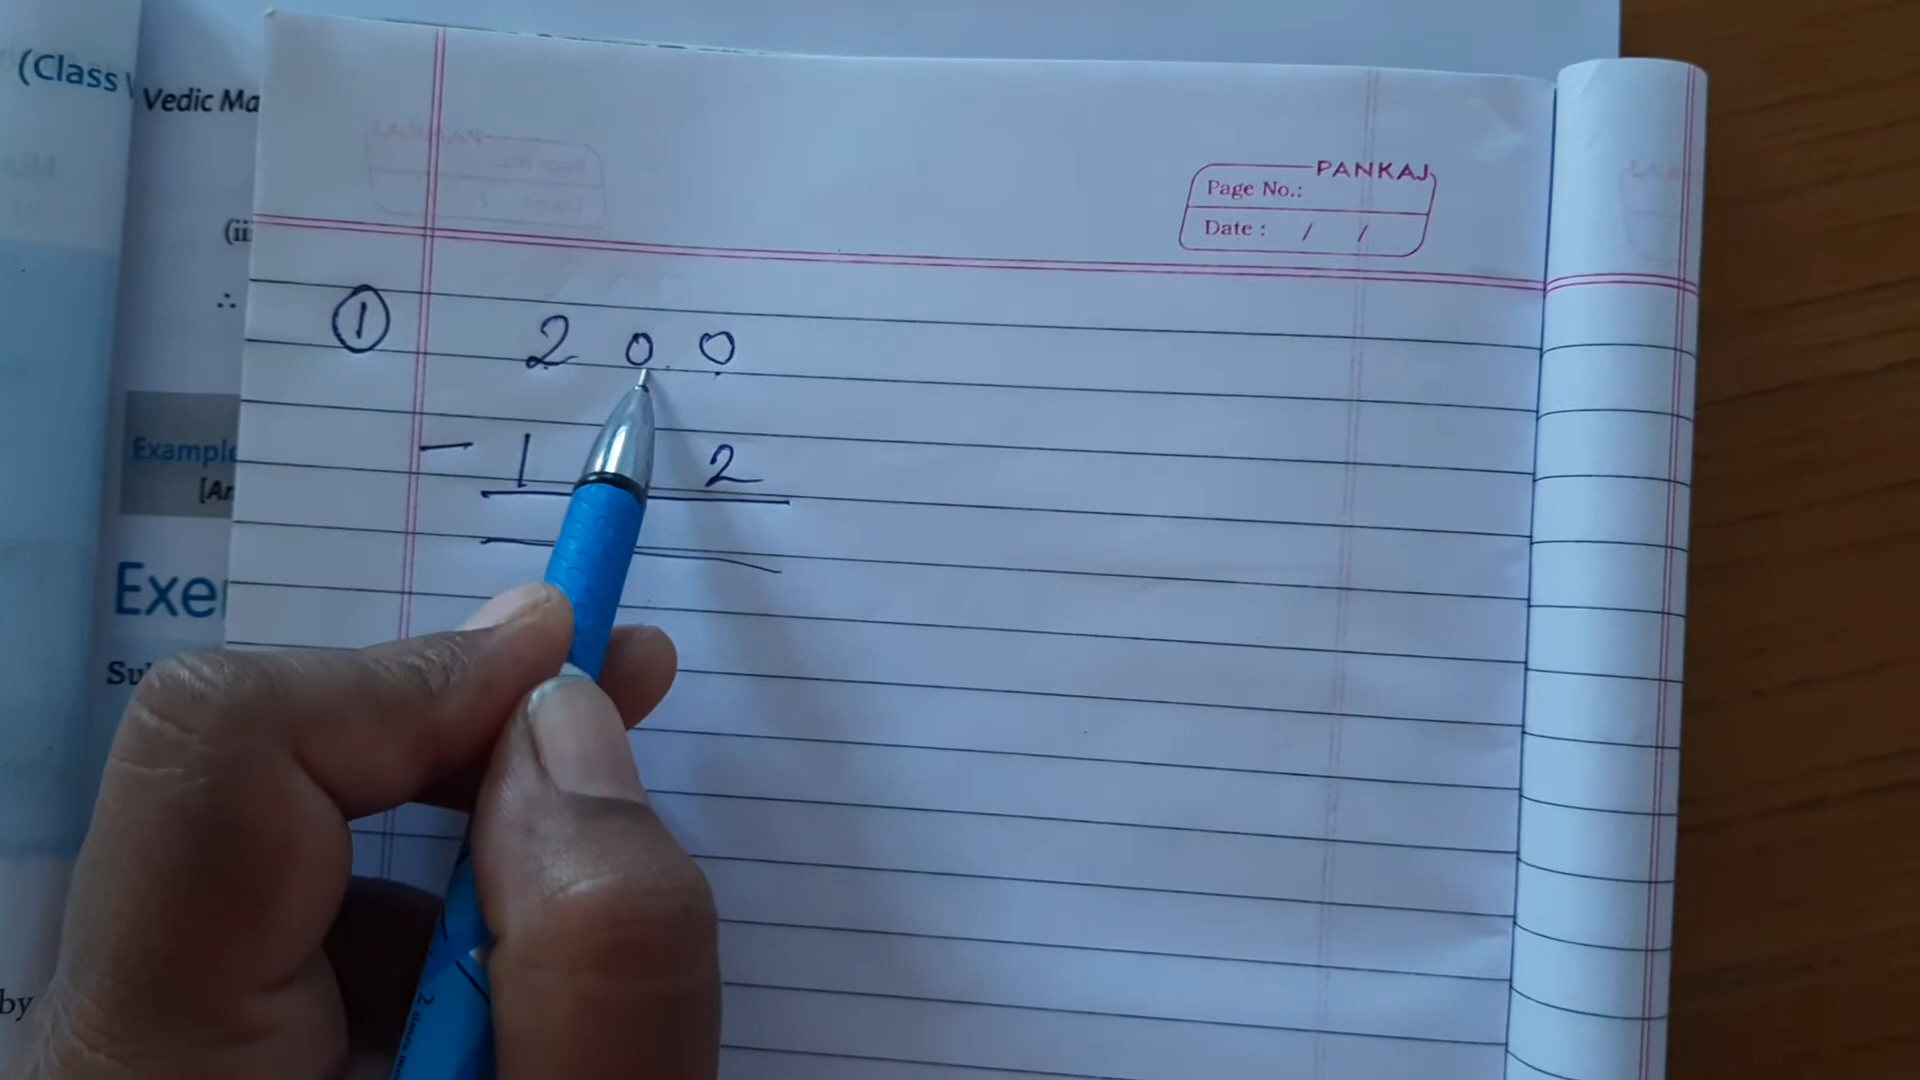 (Class
Vedic Ma
PANKAJ
Page No.:
Date : / /
(ii
∴
① 2 0 0
− 1 2
Example
[Ar
Exer
Su
by